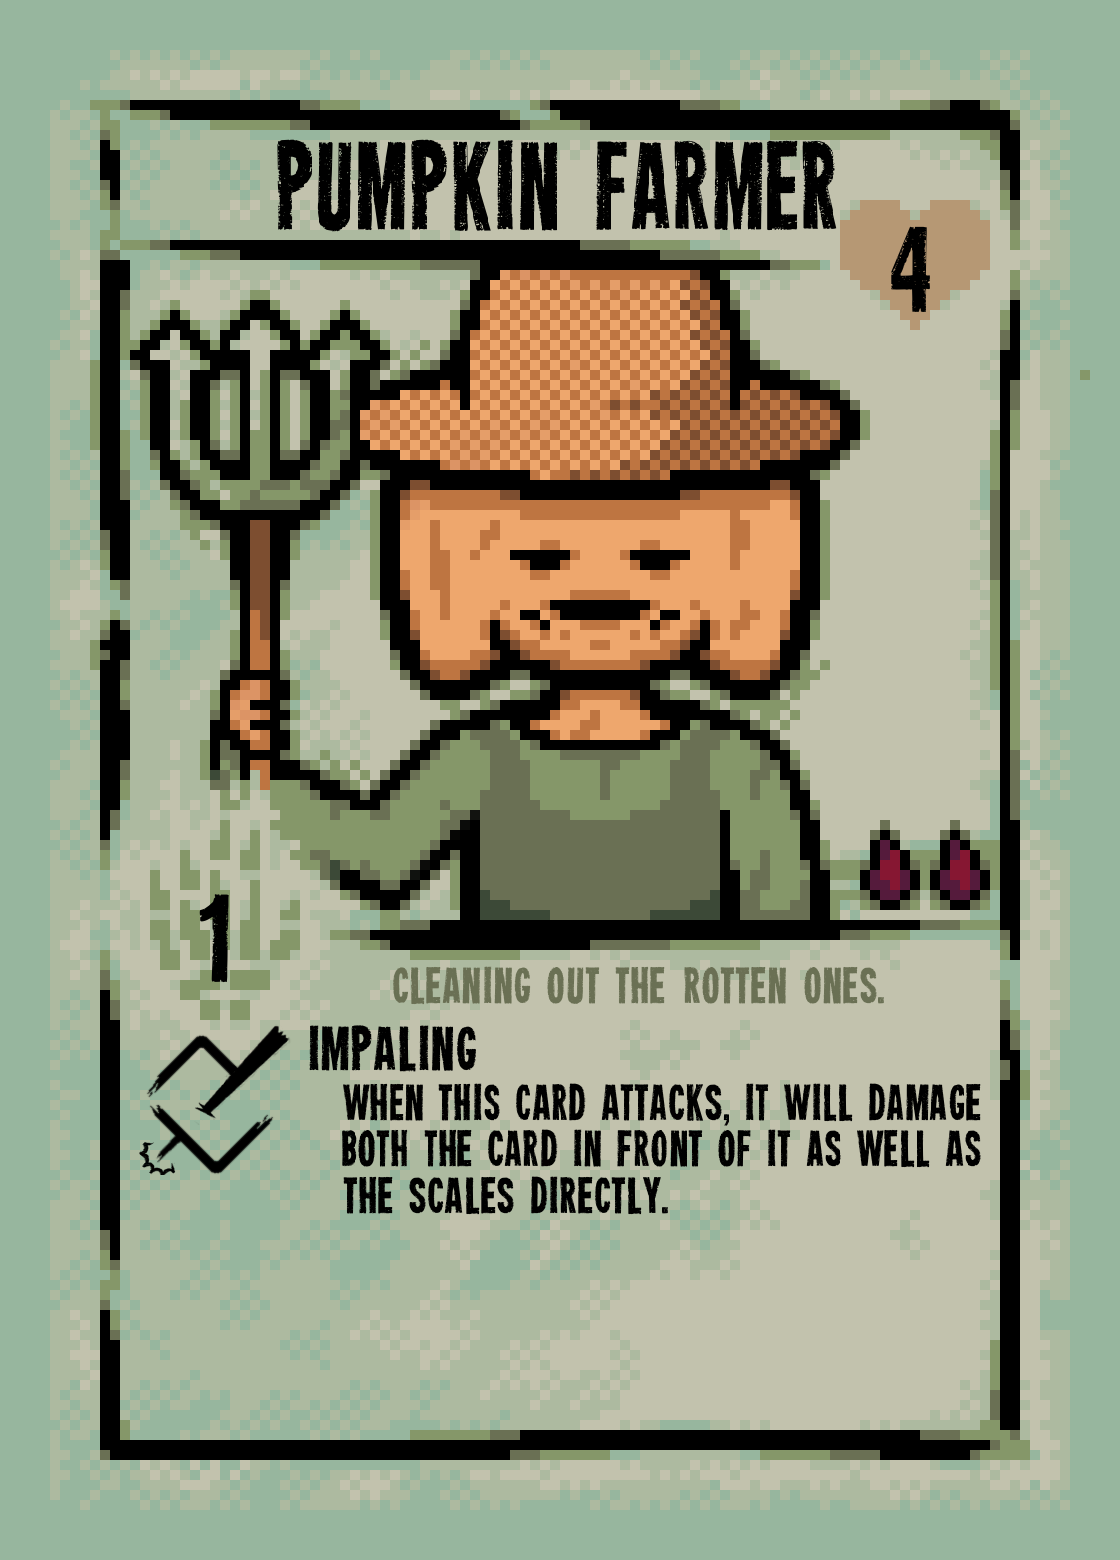 PUMPKIN FARMER
4
1
CLEANING OUT THE ROTTEN ONES.
IMPALING
WHEN THIS CARD ATTACKS, IT WILL DAMAGE
BOTH THE CARD IN FRONT OF IT AS WELL AS
THE SCALES DIRECTLY.